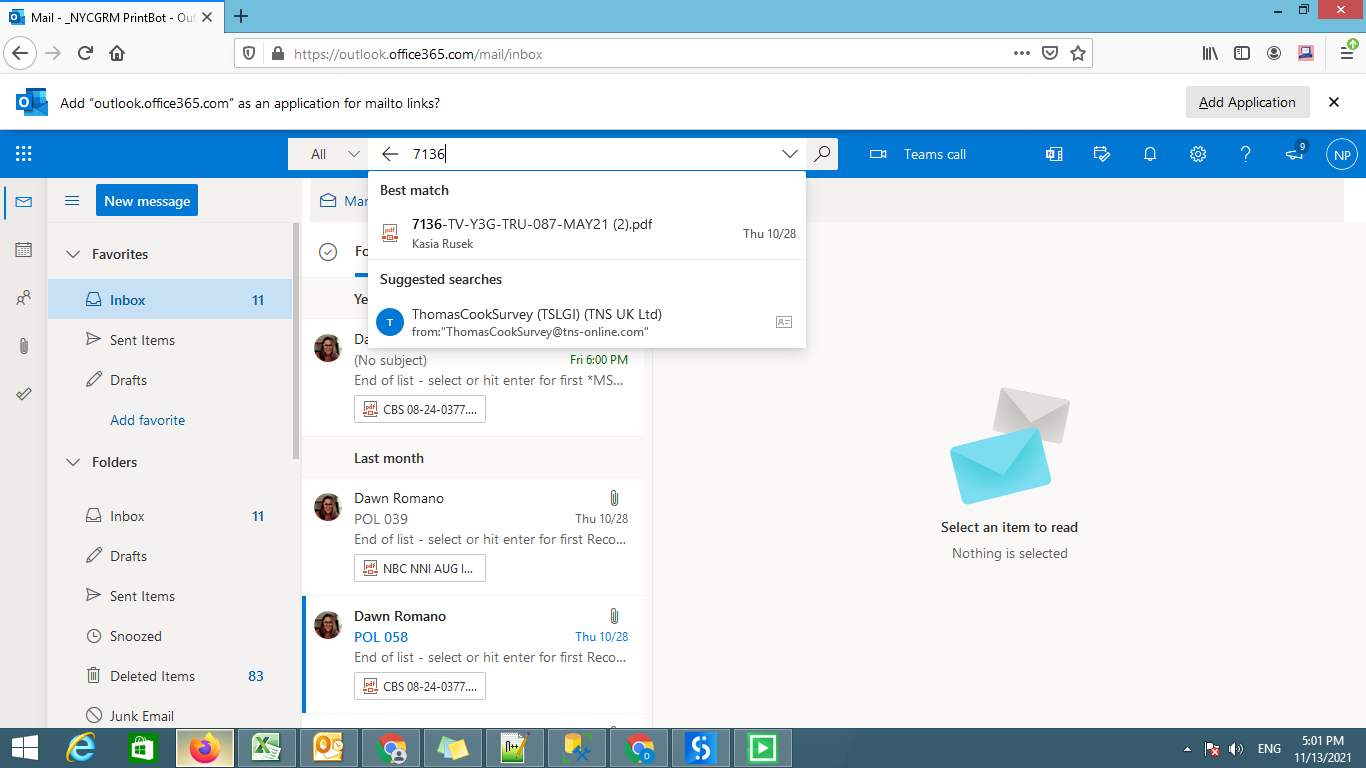 Mail - _NYCGRM PrintBot - Out
https://outlook.office365.com/mail/inbox
Add “outlook.office365.com” as an application for mailto links?
Add Application
All
7136
Teams call
9
NP
New message
Mar
Best match
7136-TV-Y3G-TRU-087-MAY21 (2).pdf
Kasia Rusek
Thu 10/28
Suggested searches
T
ThomasCookSurvey (TSLGI) (TNS UK Ltd)
from:"ThomasCookSurvey@tns-online.com"
Favorites
Inbox 11
Sent Items
Drafts
Add favorite
Folders
Inbox 11
Drafts
Sent Items
Snoozed
Deleted Items 83
Junk Email
Fo
Ye
Da
(No subject) Fri 6:00 PM
End of list - select or hit enter for first *MS...
CBS 08-24-0377....
Last month
Dawn Romano
POL 039 Thu 10/28
End of list - select or hit enter for first Reco...
NBC NNI AUG I...
Dawn Romano
POL 058 Thu 10/28
End of list - select or hit enter for first Reco...
CBS 08-24-0377....
Select an item to read
Nothing is selected
ENG
5:01 PM
11/13/2021